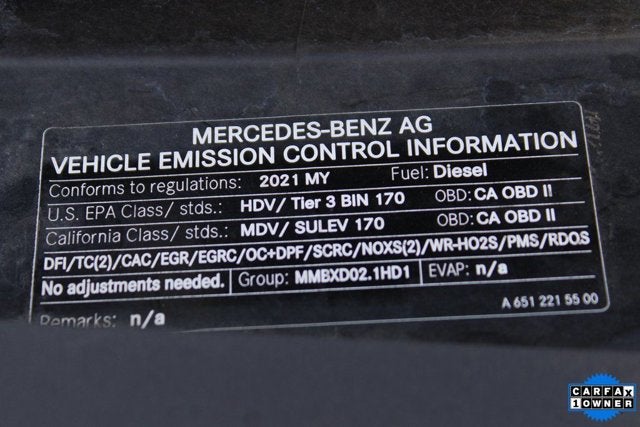 MERCEDES-BENZ AG
VEHICLE EMISSION CONTROL INFORMATION
Conforms to regulations: 2021 MY Fuel: Diesel
U.S. EPA Class/ stds.: HDV/ Tier 3 BIN 170 OBD: CA OBD II
California Class/ stds.: MDV/ SULEV 170 OBD: CA OBD II
DFI/TC(2)/CAC/EGR/EGRC/OC+DPF/SCRC/NOXS(2)/WR-HO2S/PMS/RDQS
No adjustments needed. Group: MMBXD02.1HD1 EVAP: n/a
A 651 221 55 00
Remarks: n/a
CARFAX
1 OWNER